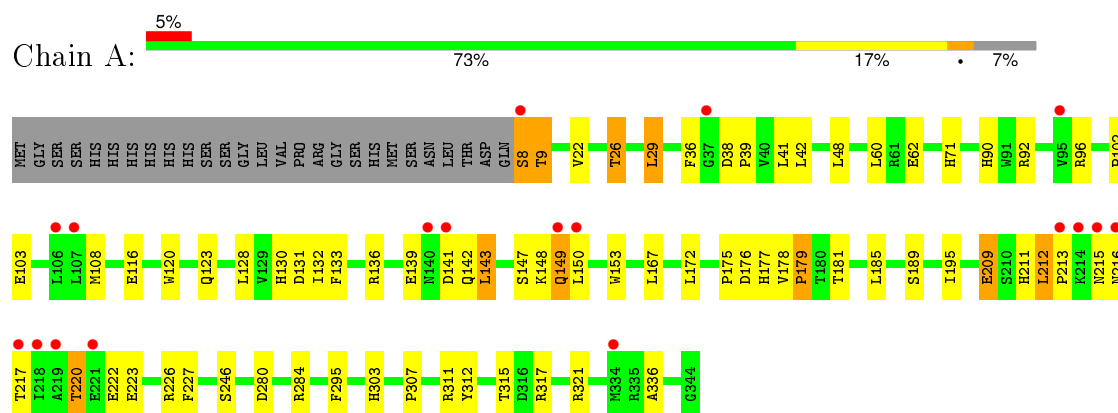 5%
Chain A:
73% 17% • 7%
MET GLY SER SER HIS HIS HIS HIS HIS HIS SER SER GLY LEU VAL PRO ARG GLY SER HIS MET SER ASN LEU THR ASP GLN S8 T9 V22 T26 L29 F36 G37 D38 P39 V40 L41 L42 L48 L60 R61 E62 H71 H90 W91 R92 V95 R96
E103 L106 L107 M108 E116 W120 Q123 L128 V129 H130 D131 I132 F133 R136 E139 N140 D141 Q142 L143 S147 K148 Q149 L150 W153 L167 L172 P175 D176 H177 V178 P179 T180 T181 L185 S189 I195 E209 S210 H211 L212 P213 K214 N215
T217 I218 A219 T220 E221 E222 E223 R226 F227 S246 D280 R284 F295 H303 P307 R311 Y312 T315 D316 R317 R321 M334 R335 A336 G344